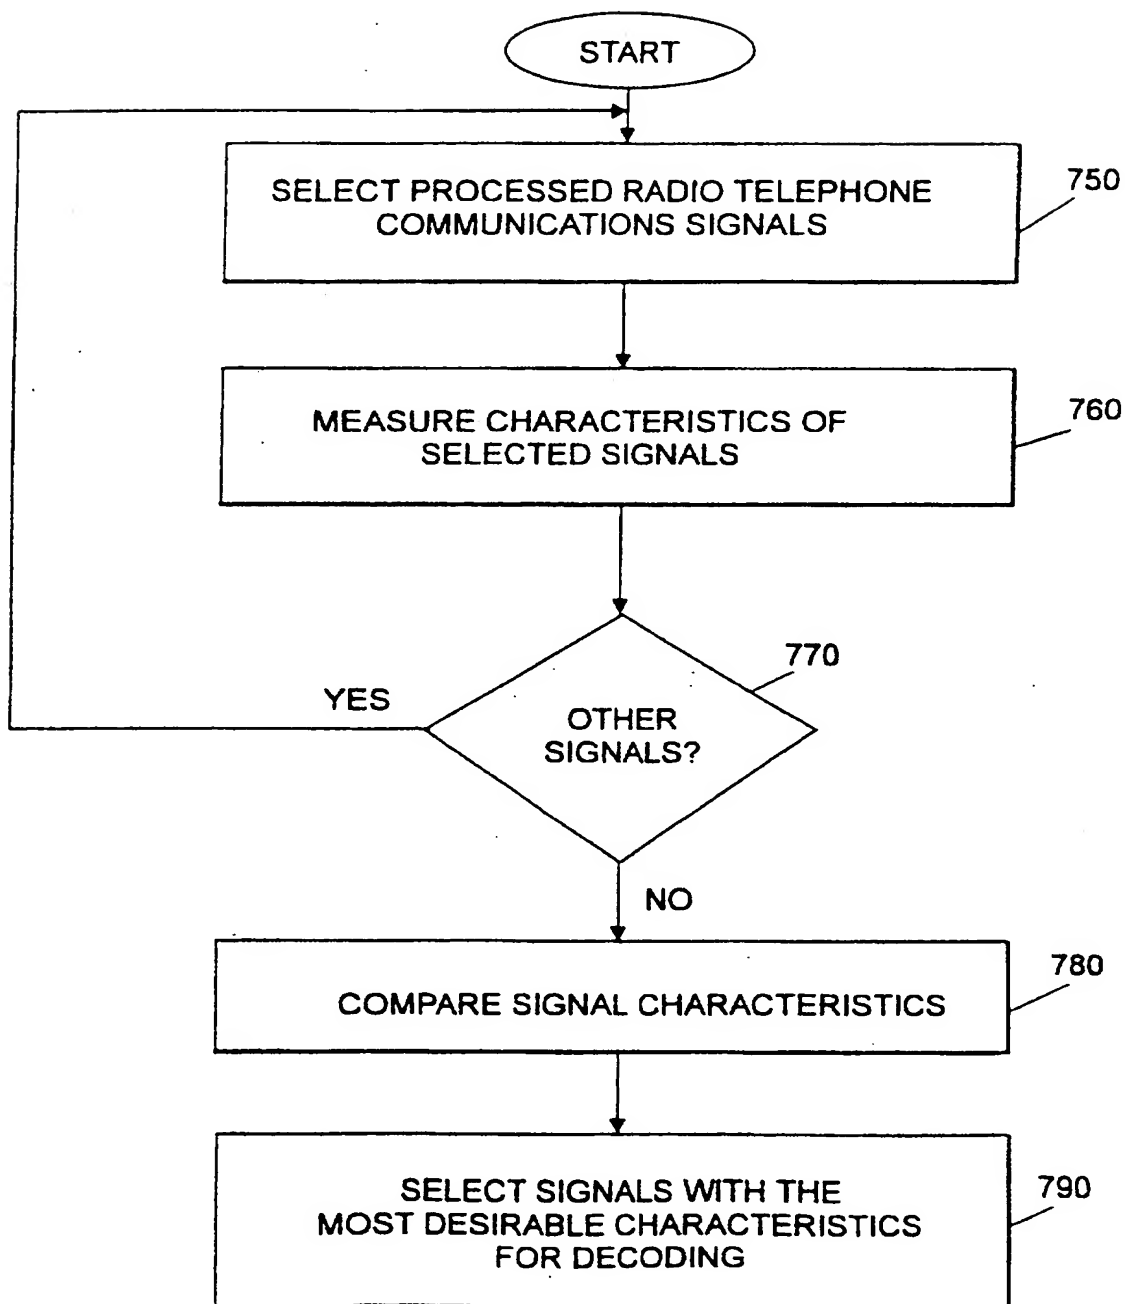 START
SELECT PROCESSED RADIO TELEPHONE
COMMUNICATIONS SIGNALS
750
MEASURE CHARACTERISTICS OF
SELECTED SIGNALS
760
770
YES
OTHER
SIGNALS?
NO
780
COMPARE SIGNAL CHARACTERISTICS
790
SELECT SIGNALS WITH THE
MOST DESIRABLE CHARACTERISTICS
FOR DECODING